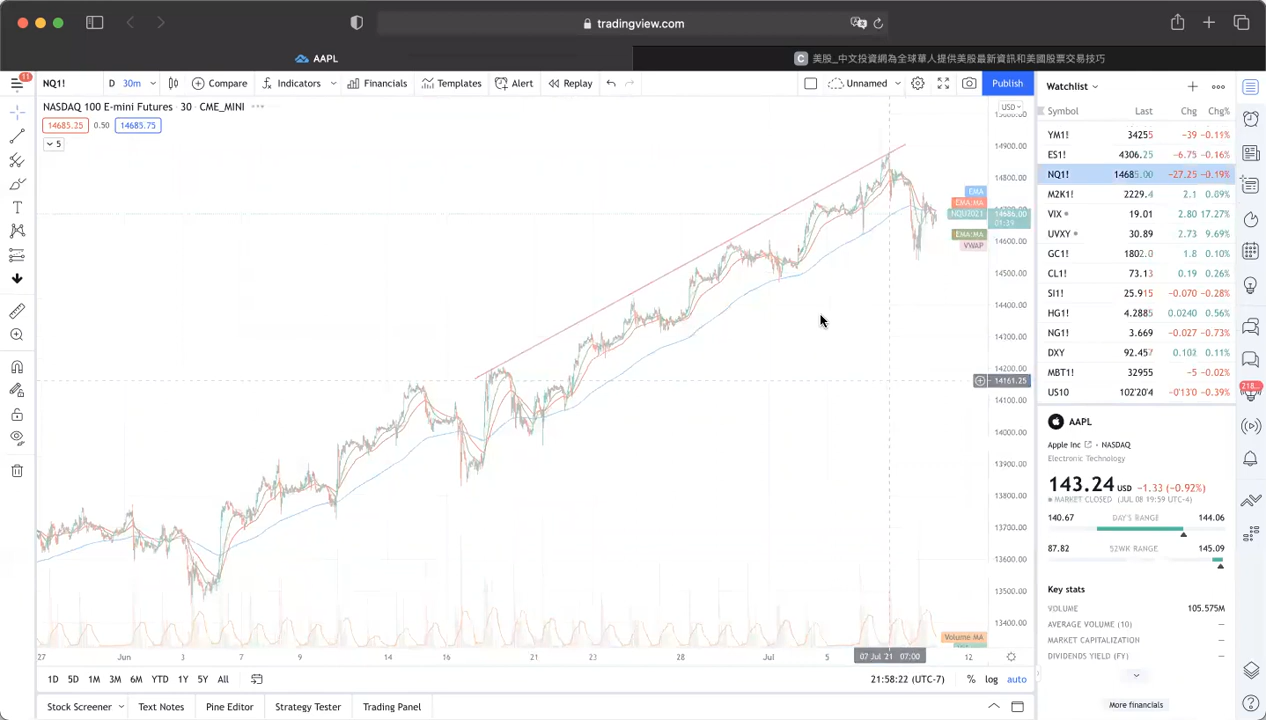 tradingview.com
AAPL
C 美股_中文投資網為全球華人提供美股最新資訊和美國股票交易技巧
11
NQ1! D 30m Compare Indicators Financials Templates Alert Replay Unnamed Publish
NASDAQ 100 E-mini Futures 30 CME_MINI
14685.25 0.50 14685.75
5
USD
14900.00
14800.00
EMA
EMA:MA
NQU2021 14686.00
01:39
EMA:MA
14600.00
VWAP
14500.00
14400.00
14300.00
14200.00
14161.25
14100.00
14000.00
13900.00
13800.00
13700.00
13600.00
13500.00
13400.00
Volume MA
27 Jun 3 7 9 14 16 21 23 28 Jul 5 07 Jul 21 07:00 12
1D 5D 1M 3M 6M YTD 1Y 5Y All 21:58:22 (UTC-7) % log auto
Stock Screener Text Notes Pine Editor Strategy Tester Trading Panel
Watchlist
Symbol Last Chg Chg%
YM1! 34255 −39 −0.11%
ES1! 4306.25 −6.75 −0.16%
NQ1! 14685.00 −27.25 −0.19%
M2K1! 2229.4 2.1 0.09%
VIX 19.01 2.80 17.27%
UVXY 30.89 2.73 9.69%
GC1! 1802.0 1.8 0.10%
CL1! 73.13 0.19 0.26%
SI1! 25.915 −0.070 −0.28%
HG1! 4.2885 0.0240 0.56%
NG1! 3.669 −0.027 −0.73%
DXY 92.457 0.102 0.11%
MBT1! 32955 −5 −0.02%
US10 102'20'4 −0'13'0 −0.39%
218
AAPL
Apple Inc · NASDAQ
Electronic Technology
143.24 USD −1.33 (−0.92%)
MARKET CLOSED (JUL 08 19:59 UTC-4)
140.67 DAY'S RANGE 144.06
87.82 52WK RANGE 145.09
Key stats
VOLUME 105.575M
AVERAGE VOLUME (10) —
MARKET CAPITALIZATION —
DIVIDENDS YIELD (FY) —
More financials